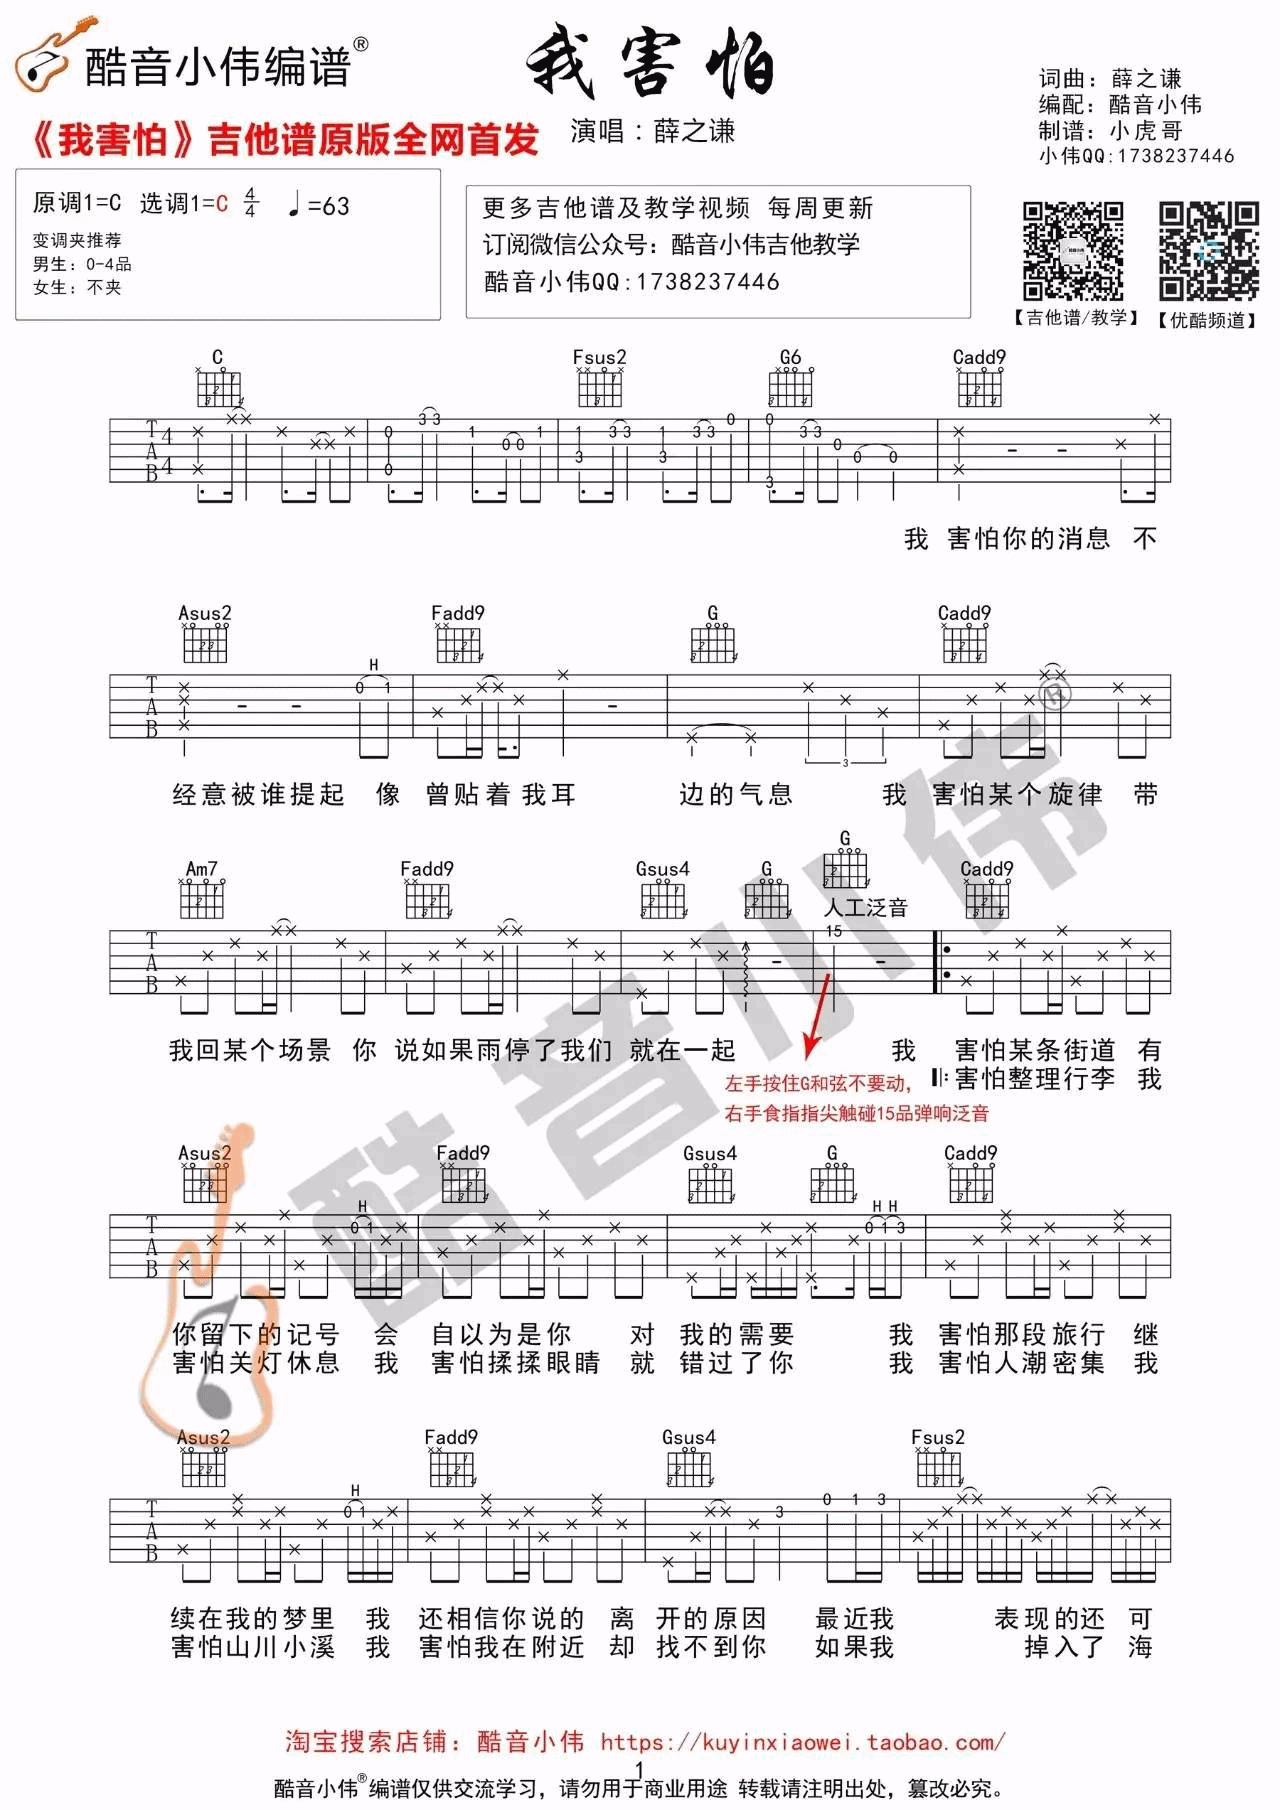 酷音小伟编谱®
我害怕
《我害怕》吉他谱原版全网首发
演唱：薛之谦
词曲：薛之谦
编配：酷音小伟
制谱：小虎哥
小伟QQ:1738237446
原调1=C 选调1=C 4/4 ♩=63
变调夹推荐
男生：0-4品
女生：不夹
更多吉他谱及教学视频 每周更新
订阅微信公众号：酷音小伟吉他教学
酷音小伟QQ:1738237446
【吉他谱/教学】 【优酷频道】
C Fsus2 G6 Cadd9
我 害怕你的消息 不
Asus2 Fadd9 G Cadd9
H
经意被谁提起 像 曾贴着我耳 边的气息 我 害怕某个旋律 带
Am7 Fadd9 Gsus4 G G Cadd9
人工泛音
15
我回某个场景 你 说如果雨停了我们 就在一起 我 害怕某条街道 有
害怕整理行李 我
左手按住G和弦不要动，
右手食指指尖触碰15品弹响泛音
Asus2 Fadd9 Gsus4 G Cadd9
H H H
你留下的记号 会 自以为是你 对 我的需要 我 害怕那段旅行 继
害怕关灯休息 我 害怕揉揉眼睛 就 错过了你 我 害怕人潮密集 我
Asus2 Fadd9 Gsus4 Fsus2
H
续在我的梦里 我 还相信你说的 离 开的原因 最近我 表现的还 可
害怕山川小溪 我 害怕我在附近 却 找不到你 如果我 掉入了 海
酷音小伟®
淘宝搜索店铺：酷音小伟 https://kuyinxiaowei.taobao.com/
1
酷音小伟®编谱仅供交流学习，请勿用于商业用途 转载请注明出处，篡改必究。